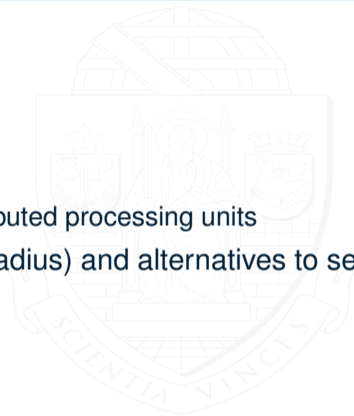 S P
buted processing units
adius) and alternatives to se
SCIENTIA VINCES